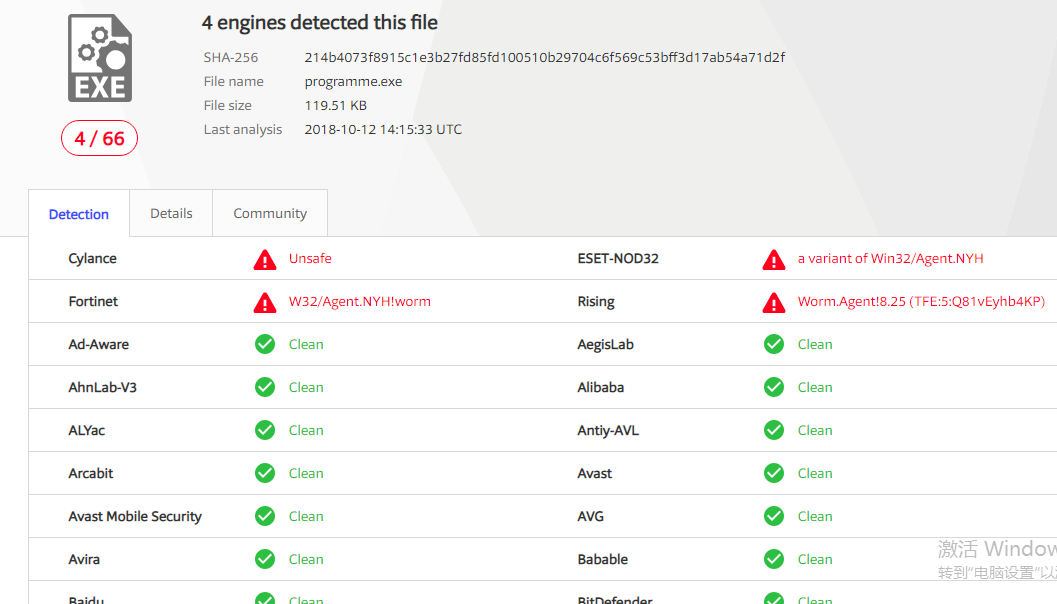 4 engines detected this file
SHA-256 214b4073f8915c1e3b27fd85fd100510b29704c6f569c53bff3d17ab54a71d2f
File name programme.exe
File size 119.51 KB
Last analysis 2018-10-12 14:15:33 UTC
EXE
4 / 66
Detection Details Community
Cylance Unsafe ESET-NOD32 a variant of Win32/Agent.NYH
Fortinet W32/Agent.NYH!worm Rising Worm.Agent!8.25 (TFE:5:Q81vEyhb4KP)
Ad-Aware Clean AegisLab Clean
AhnLab-V3 Clean Alibaba Clean
ALYac Clean Antiy-AVL Clean
Arcabit Clean Avast Clean
Avast Mobile Security Clean AVG Clean
Avira Clean Babable Clean
Baidu Clean BitDefender Clean
激活 Window
转到"电脑设置"以